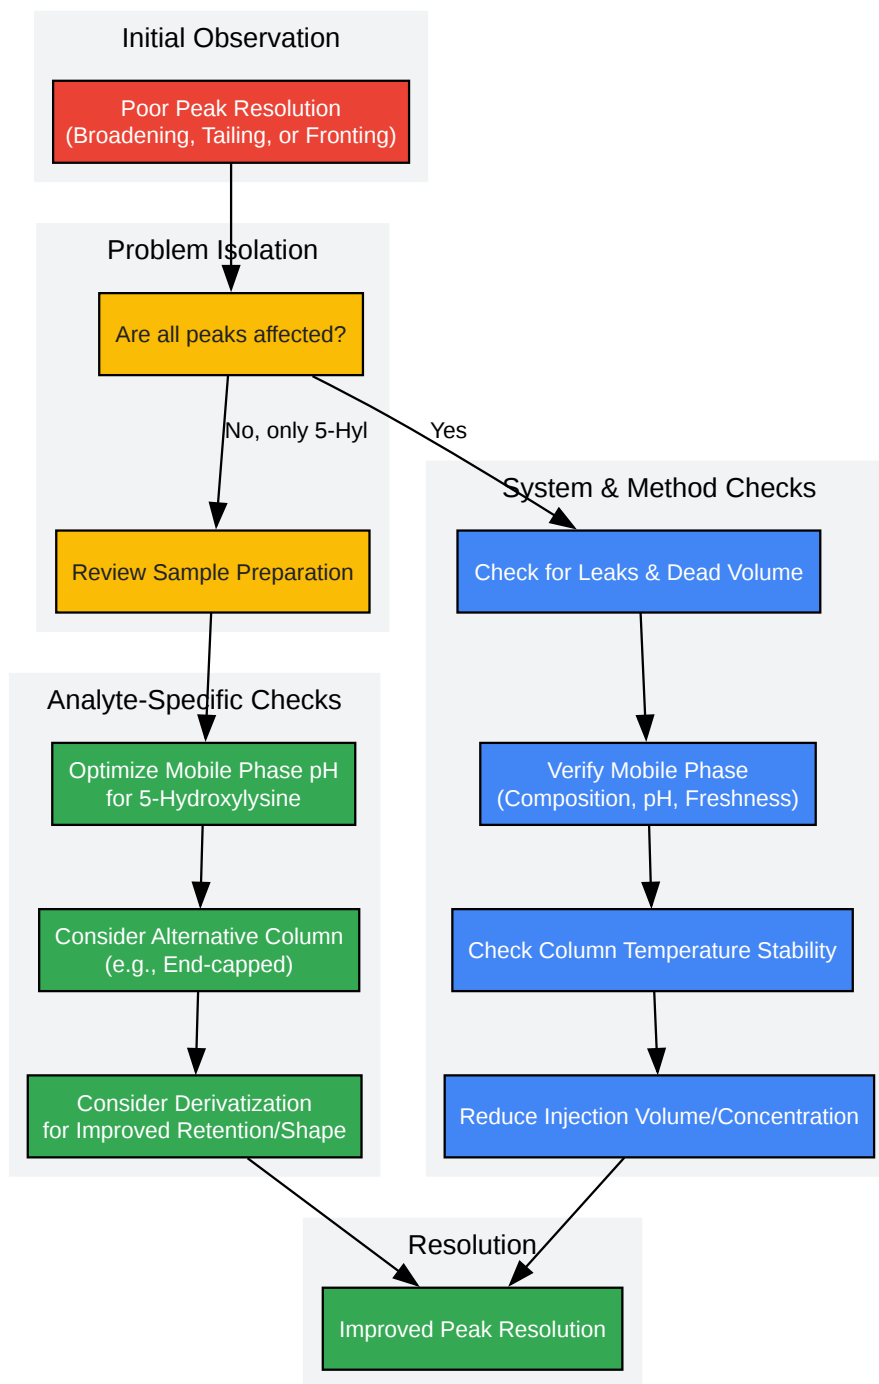 Initial Observation
Poor Peak Resolution
(Broadening, Tailing, or Fronting)
Problem Isolation
Are all peaks affected?
No, only 5-Hyl
Yes
System & Method Checks
Review Sample Preparation
Check for Leaks & Dead Volume
Analyte-Specific Checks
Optimize Mobile Phase pH
for 5-Hydroxylysine
Verify Mobile Phase
(Composition, pH, Freshness)
Consider Alternative Column
(e.g., End-capped)
Check Column Temperature Stability
Consider Derivatization
for Improved Retention/Shape
Reduce Injection Volume/Concentration
Resolution
Improved Peak Resolution